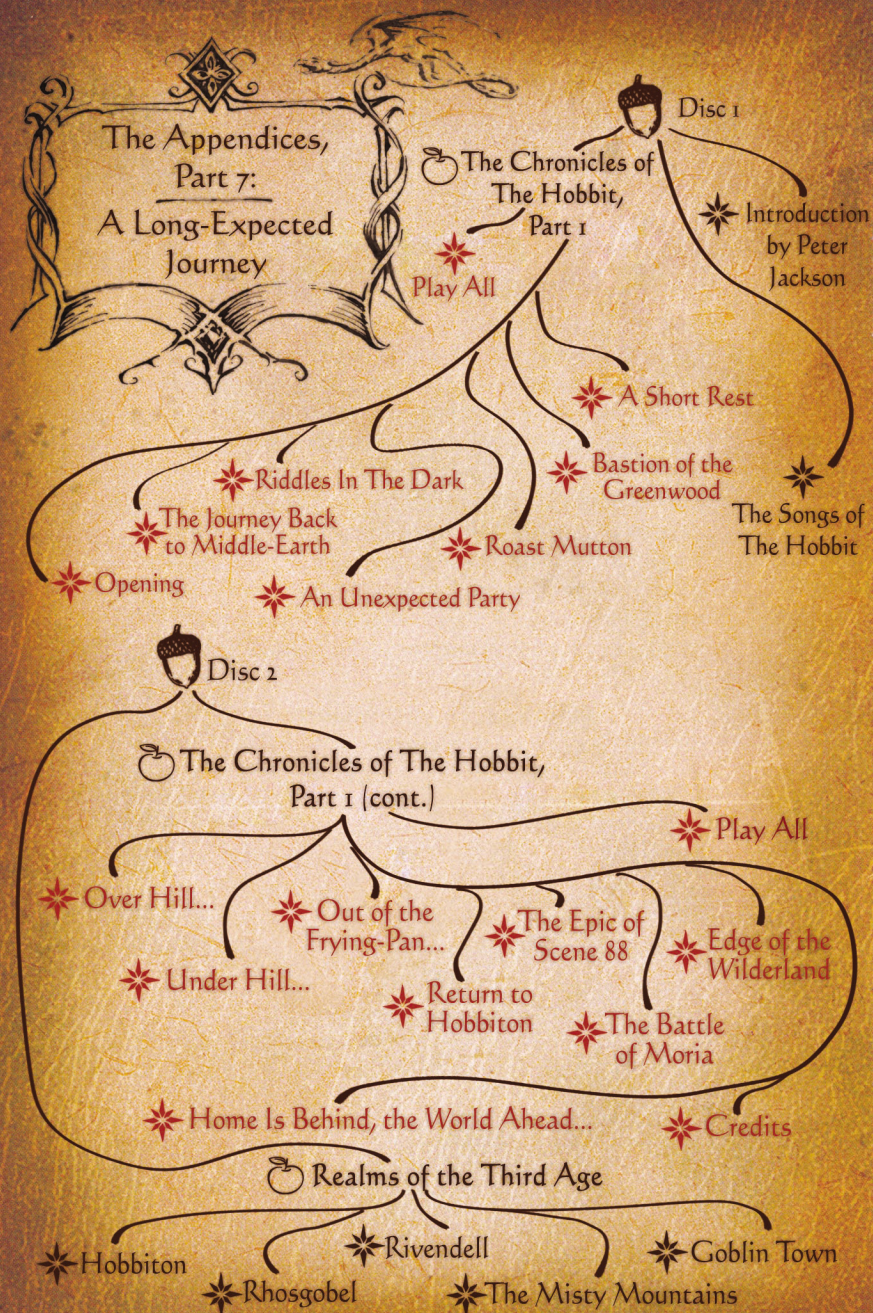 The Appendices,
Part 7:
A Long-Expected
Journey
Disc 1
The Chronicles of
The Hobbit,
Part 1
Play All
Introduction
by Peter
Jackson
A Short Rest
Bastion of the
Greenwood
Riddles In The Dark
The Journey Back
to Middle-Earth
Roast Mutton
Opening
An Unexpected Party
The Songs of
The Hobbit
Disc 2
The Chronicles of The Hobbit,
Part 1 (cont.)
Play All
Over Hill...
Under Hill...
Out of the
Frying-Pan...
Return to
Hobbiton
The Epic of
Scene 88
The Battle
of Moria
Edge of the
Wilderland
Home Is Behind, the World Ahead...
Credits
Realms of the Third Age
Hobbiton
Rhosgobel
Rivendell
The Misty Mountains
Goblin Town